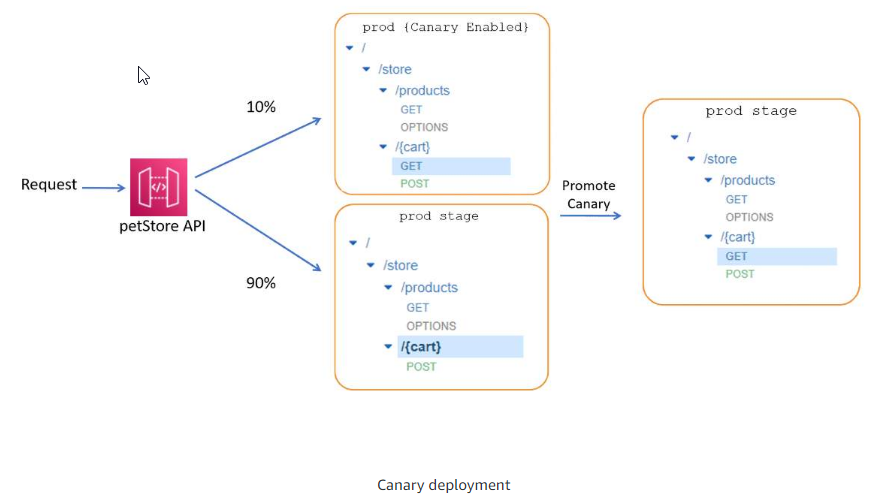 prod {Canary Enabled}
/
/store
/products
GET
OPTIONS
/{cart}
GET
POST
10%
Request
</>
petStore API
90%
prod stage
/
/store
/products
GET
OPTIONS
/{cart}
POST
Promote
Canary
prod stage
/
/store
/products
GET
OPTIONS
/{cart}
GET
POST
Canary deployment